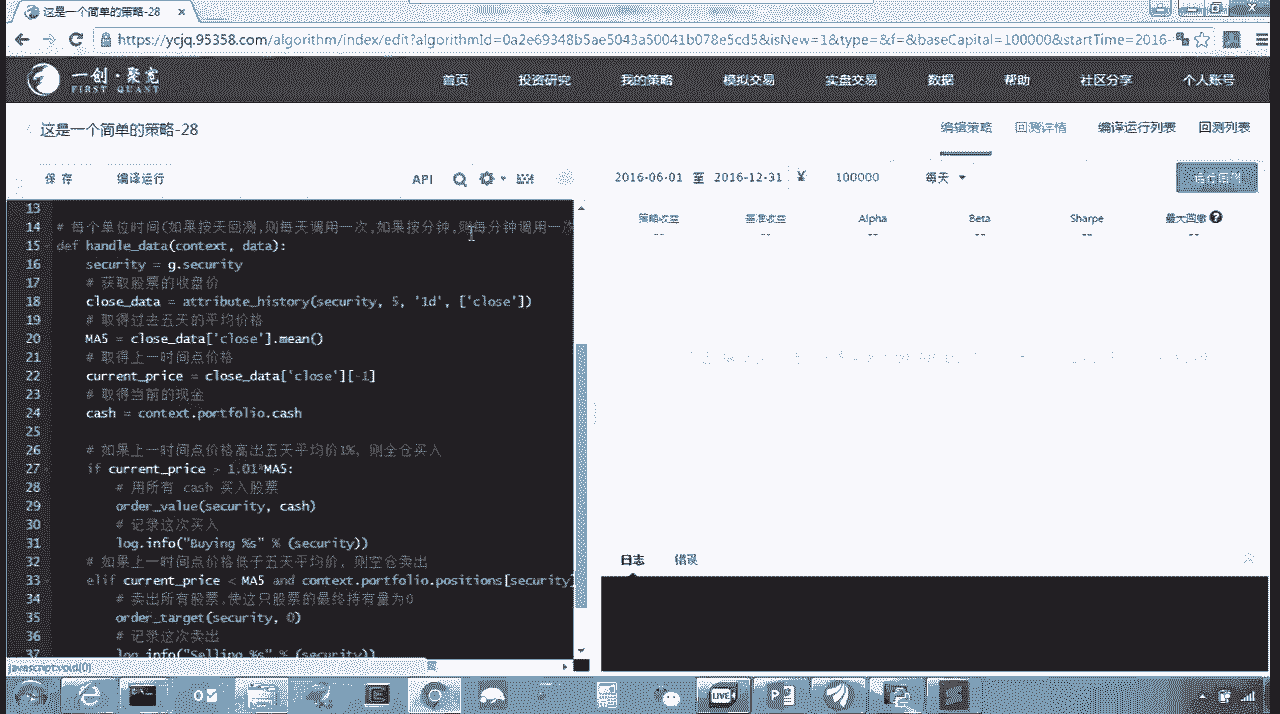 这是一个简单的策略-28
https://ycjq.95358.com/algorithm/index/edit?algorithmId=0a2e69348b5ae5043a50041b078e5cd5&isNew=1&type=&f=&baseCapital=100000&startTime=2016-
一创·聚宽
FIRST QUANT
首页 投资研究 我的策略 模拟交易 实盘交易 数据 帮助 社区分享 个人账号
这是一个简单的策略-28
编辑策略 回测详情 编译运行列表 回测列表
保存 编译运行 API
2016-06-01 至 2016-12-31 ¥ 100000 每天
策略收益 基准收益 Alpha Beta Sharpe 最大回撤
-- -- -- -- -- --
13
14 # 每个单位时间(如果按天回测,则每天调用一次,如果按分钟,则每分钟调用一次
15 def handle_data(context, data):
16 security = g.security
17 # 获取股票的收盘价
18 close_data = attribute_history(security, 5, '1d', ['close'])
19 # 取得过去五天的平均价格
20 MA5 = close_data['close'].mean()
21 # 取得上一时间点价格
22 current_price = close_data['close'][-1]
23 # 取得当前的现金
24 cash = context.portfolio.cash
25
26 # 如果上一时间点价格高出五天平均价1%, 则全仓买入
27 if current_price > 1.01*MA5:
28 # 用所有 cash 买入股票
29 order_value(security, cash)
30 # 记录这次买入
31 log.info("Buying %s" % (security))
32 # 如果上一时间点价格低于五天平均价, 则空仓卖出
33 elif current_price < MA5 and context.portfolio.positions[security]
34 # 卖出所有股票,使这只股票的最终持有量为0
35 order_target(security, 0)
36 # 记录这次卖出
37 log.info("Selling %s" % (security))
日志 错误
javascript:void(0)
LIVE